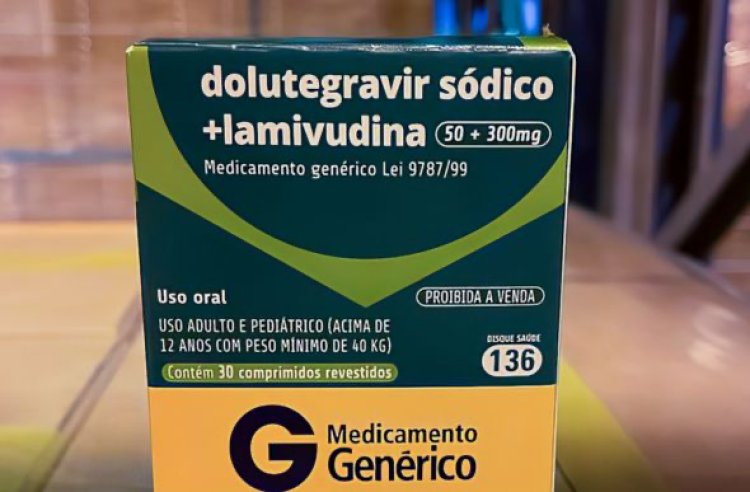 dolutegravir sódico
+lamivudina 50 + 300mg
Medicamento genérico Lei 9787/99
Uso oral
PROIBIDA A VENDA
USO ADULTO E PEDIÁTRICO (ACIMA DE
12 ANOS COM PESO MÍNIMO DE 40 KG)
DISQUE SAÚDE
136
Contém 30 comprimidos revestidos
G Medicamento
Genérico